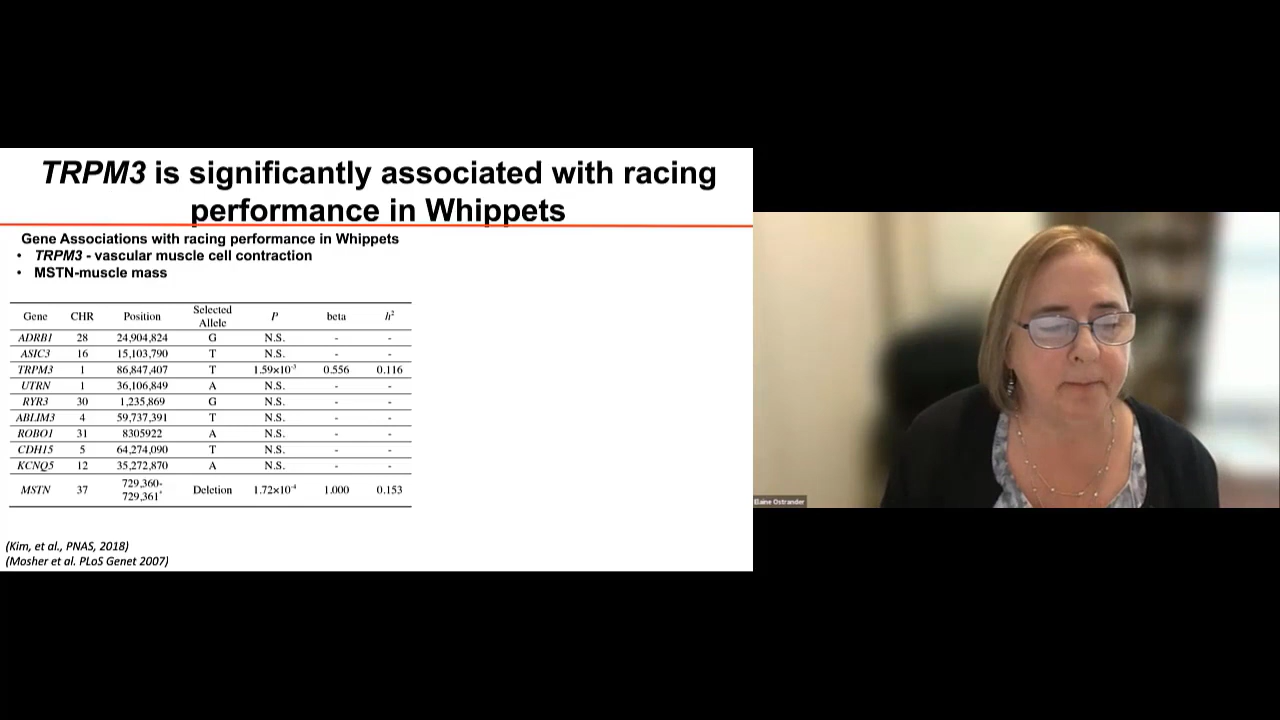 TRPM3 is significantly associated with racing
performance in Whippets
Gene Associations with racing performance in Whippets
• TRPM3 - vascular muscle cell contraction
• MSTN-muscle mass
Gene CHR Position Selected Allele P beta h²
ADRB1 28 24,904,824 G N.S. - -
ASIC3 16 15,103,790 T N.S. - -
TRPM3 1 86,847,407 T 1.59×10⁻³ 0.556 0.116
UTRN 1 36,106,849 A N.S. - -
RYR3 30 1,235,869 G N.S. - -
ABLIM3 4 59,737,391 T N.S. - -
ROBO1 31 8305922 A N.S. - -
CDH15 5 64,274,090 T N.S. - -
KCNQ5 12 35,272,870 A N.S. - -
MSTN 37 729,360-729,361* Deletion 1.72×10⁻⁴ 1.000 0.153
(Kim, et al., PNAS, 2018)
(Mosher et al. PLoS Genet 2007)
Elaine Ostrander